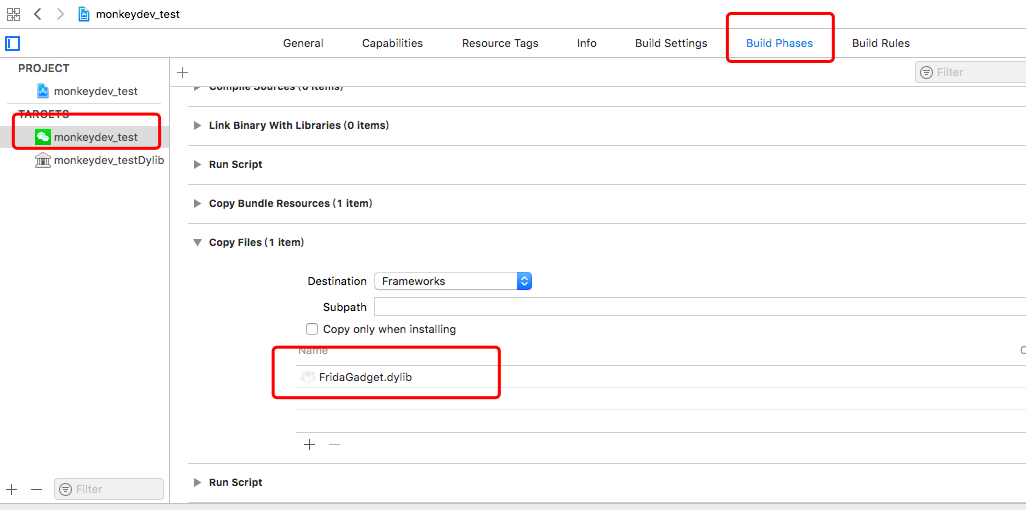 monkeydev_test
General Capabilities Resource Tags Info Build Settings Build Phases Build Rules
PROJECT
monkeydev_test
TARGETS
monkeydev_test
monkeydev_testDylib
Filter
Compile Sources (0 items)
Link Binary With Libraries (0 items)
Run Script
Copy Bundle Resources (1 item)
Copy Files (1 item)
Destination Frameworks
Subpath
Copy only when installing
Name
FridaGadget.dylib
Run Script
Filter